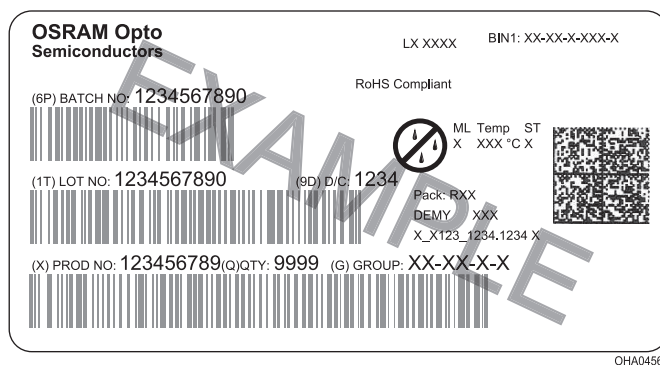 OSRAM Opto
Semiconductors
LX XXXX
BIN1: XX-XX-X-XXX-X
RoHS Compliant
(6P) BATCH NO: 1234567890
ML Temp ST
X XXX °C X
(1T) LOT NO: 1234567890 (9D) D/C: 1234
Pack: RXX
DEMY XXX
X_X123_1234.1234 X
(X) PROD NO: 123456789(Q)QTY: 9999 (G) GROUP: XX-XX-X-X
EXAMPLE
OHA0456